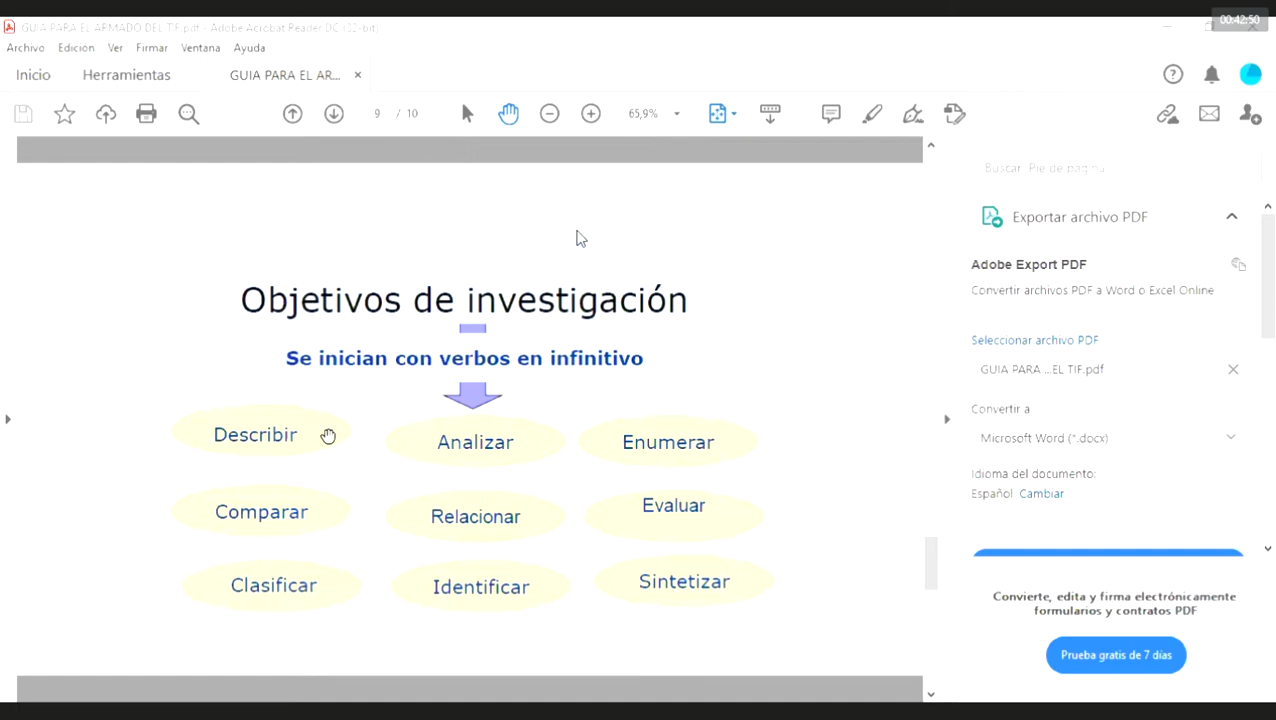 00:42:50
GUIA PARA EL ARMADO DEL TIF.pdf - Adobe Acrobat Reader DC (32-bit)
Archivo Edición Ver Firmar Ventana Ayuda
Inicio Herramientas GUIA PARA EL AR... ×
9 / 10 65,9%
Buscar 'Pie de página'
Exportar archivo PDF
Adobe Export PDF
Convertir archivos PDF a Word o Excel Online
Seleccionar archivo PDF
GUIA PARA ...EL TIF.pdf
Convertir a
Microsoft Word (*.docx)
Idioma del documento:
Español Cambiar
Convierte, edita y firma electrónicamente
formularios y contratos PDF
Prueba gratis de 7 días
Objetivos de investigación
Se inician con verbos en infinitivo
Describir Analizar Enumerar
Comparar Relacionar Evaluar
Clasificar Identificar Sintetizar